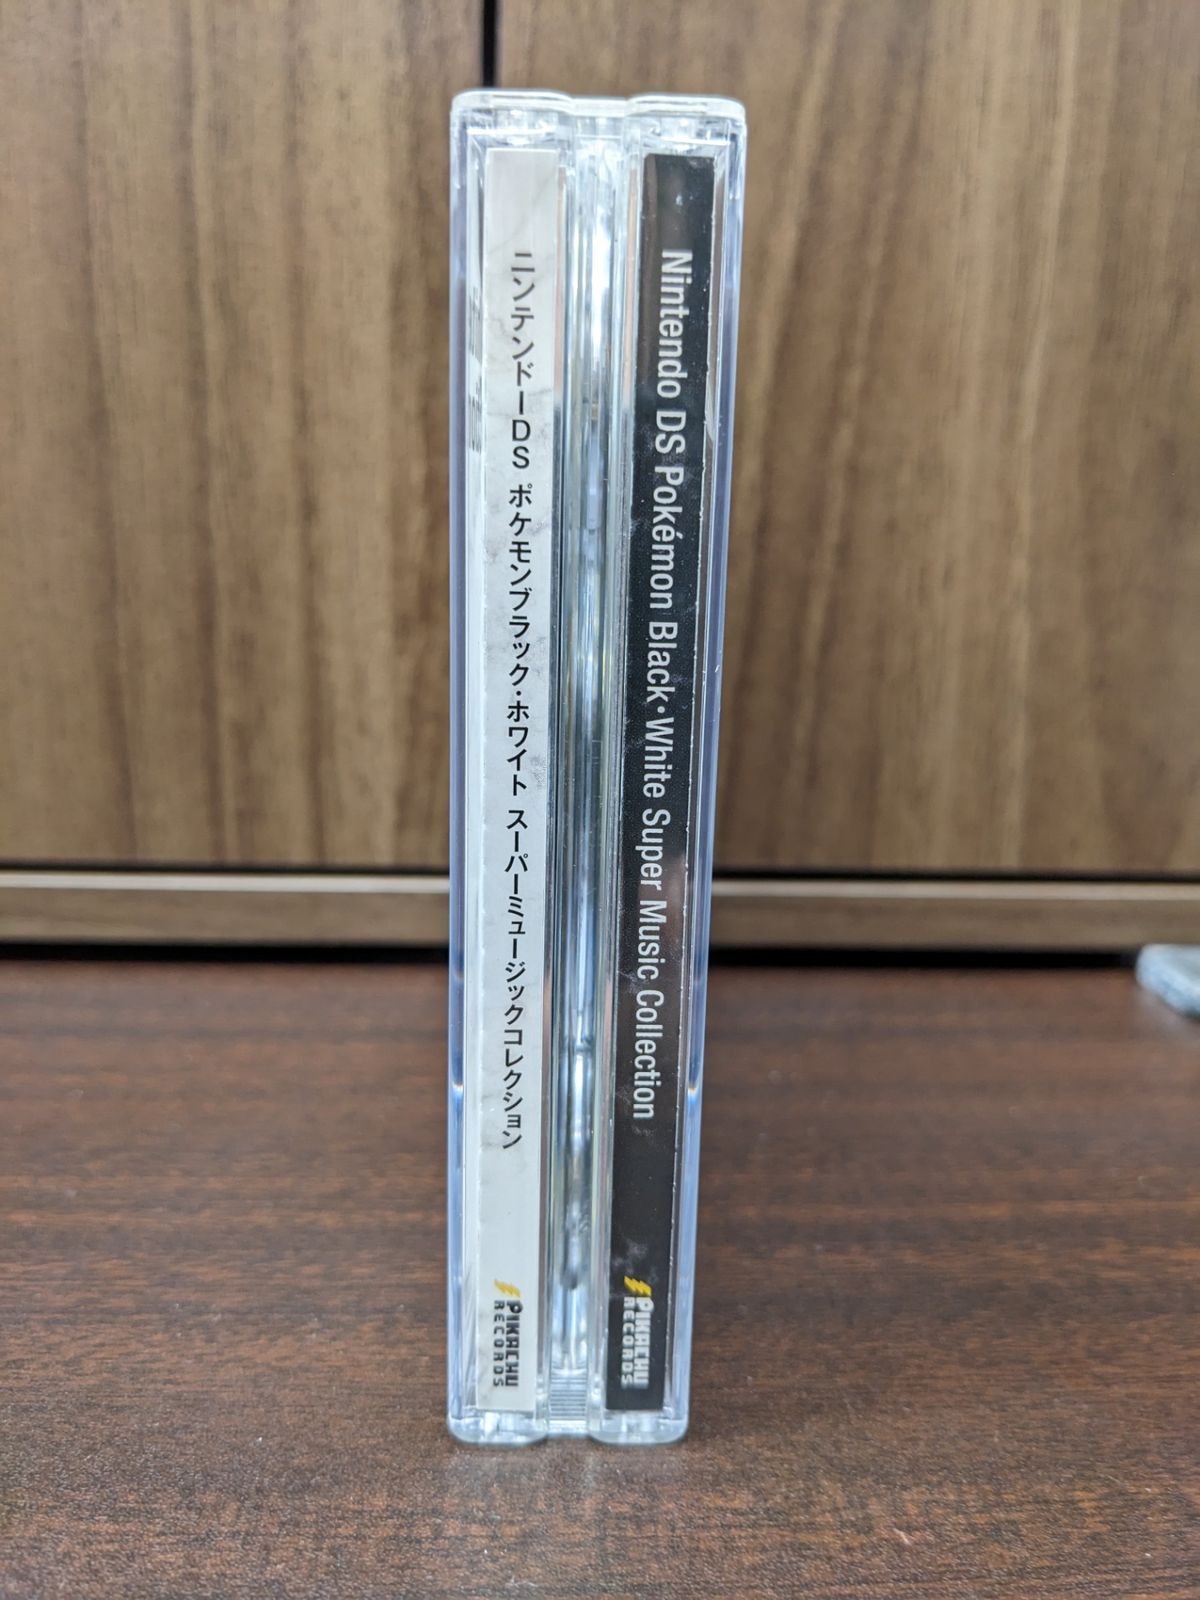 ニンテンドーDS ポケモンブラック・ホワイト スーパーミュージックコレクション
PIKACHU
RECORDS
Nintendo DS Pokémon Black•White Super Music Collection
PIKACHU
RECORDS